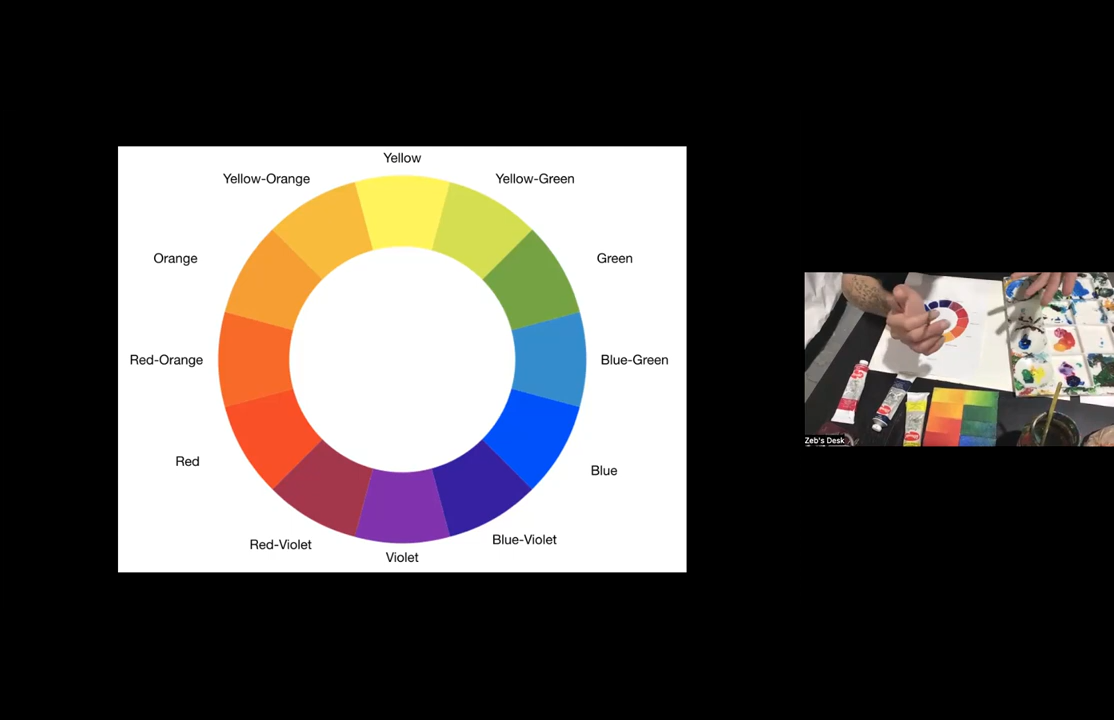 Yellow
Yellow-Orange
Yellow-Green
Orange
Green
Red-Orange
Blue-Green
Red
Blue
Red-Violet
Blue-Violet
Violet
Zeb's Desk